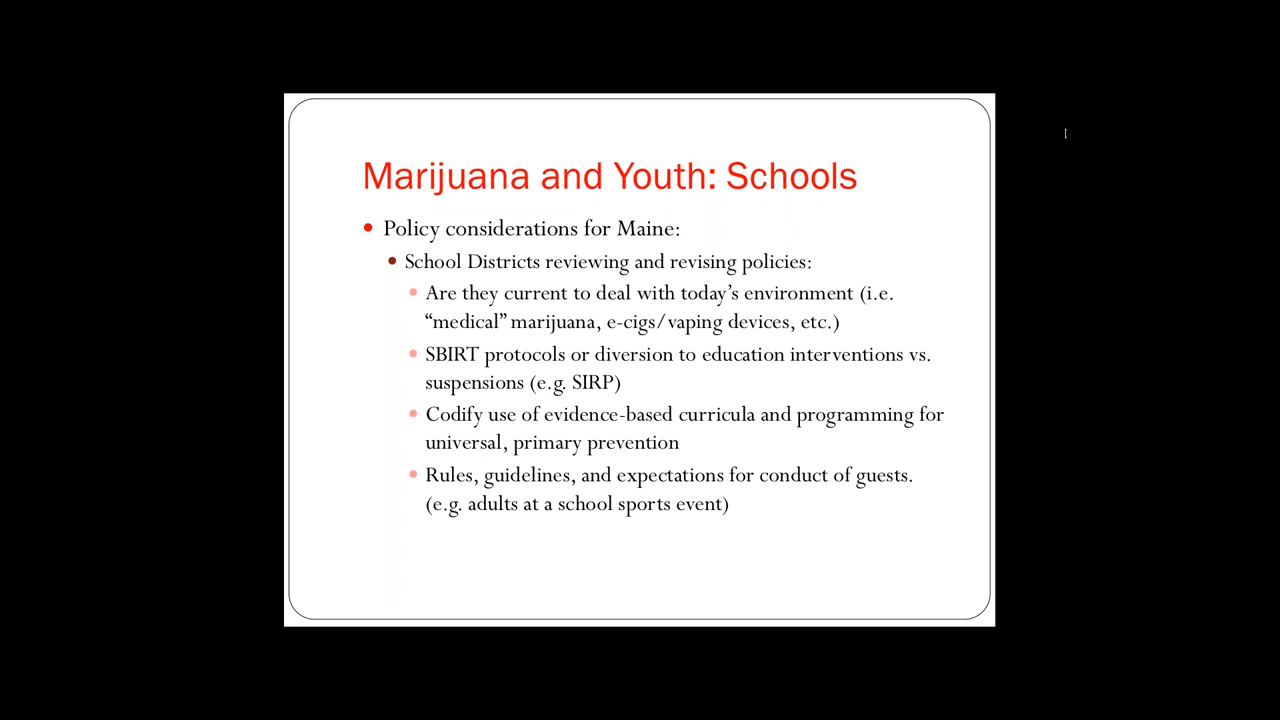 Marijuana and Youth: Schools
Policy considerations for Maine:
School Districts reviewing and revising policies:
Are they current to deal with today’s environment (i.e.
“medical” marijuana, e-cigs/vaping devices, etc.)
SBIRT protocols or diversion to education interventions vs.
suspensions (e.g. SIRP)
Codify use of evidence-based curricula and programming for
universal, primary prevention
Rules, guidelines, and expectations for conduct of guests.
(e.g. adults at a school sports event)